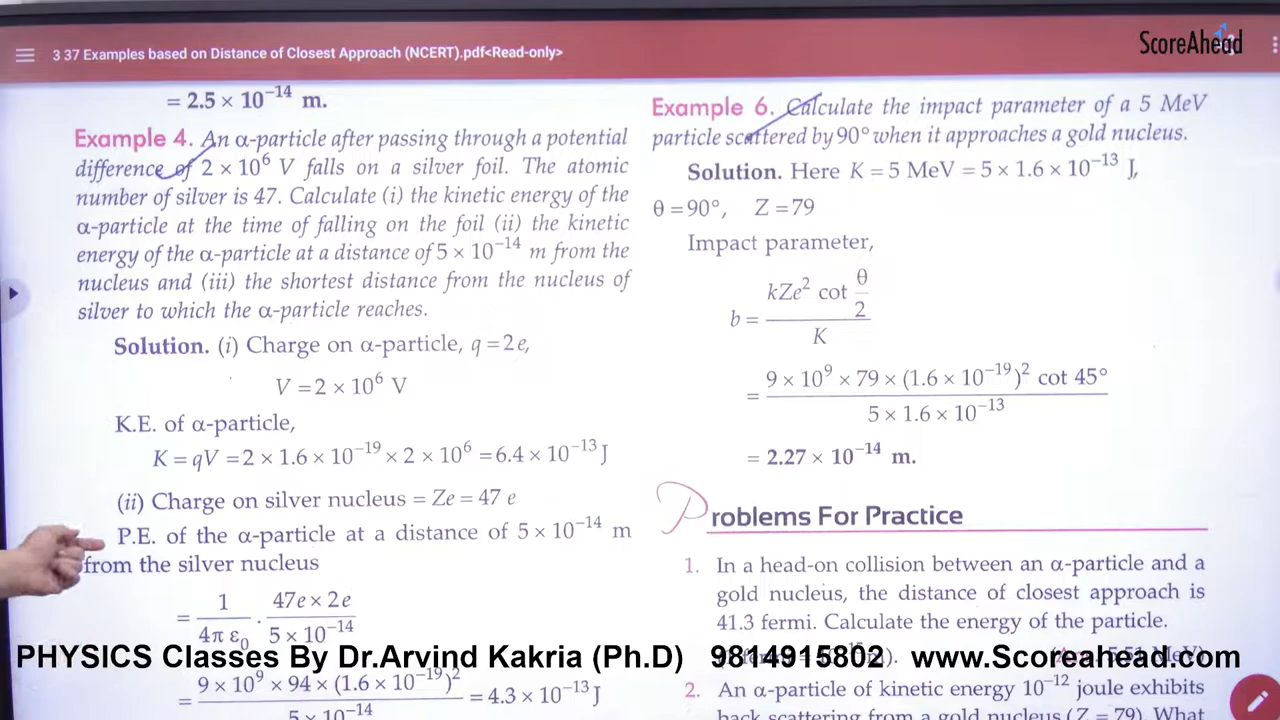 3 37 Examples based on Distance of Closest Approach (NCERT).pdf<Read-only>
ScoreAhead
= 2.5 × 10⁻¹⁴ m.
Example 4. An α-particle after passing through a potential
difference of 2 × 10⁶ V falls on a silver foil. The atomic
number of silver is 47. Calculate (i) the kinetic energy of the
α-particle at the time of falling on the foil (ii) the kinetic
energy of the α-particle at a distance of 5 × 10⁻¹⁴ m from the
nucleus and (iii) the shortest distance from the nucleus of
silver to which the α-particle reaches.
Solution. (i) Charge on α-particle, q = 2e,
V = 2 × 10⁶ V
K.E. of α-particle,
K = qV = 2 × 1.6 × 10⁻¹⁹ × 2 × 10⁶ = 6.4 × 10⁻¹³ J
(ii) Charge on silver nucleus = Ze = 47 e
P.E. of the α-particle at a distance of 5 × 10⁻¹⁴ m
from the silver nucleus
= 1 / 4π ε₀ · 47e × 2e / 5 × 10⁻¹⁴
= 9 × 10⁹ × 94 × (1.6 × 10⁻¹⁹)² / 5 × 10⁻¹⁴ = 4.3 × 10⁻¹³ J
Example 6. Calculate the impact parameter of a 5 MeV
particle scattered by 90° when it approaches a gold nucleus.
Solution. Here K = 5 MeV = 5 × 1.6 × 10⁻¹³ J,
θ = 90°, Z = 79
Impact parameter,
b = kZe² cot θ/2 / K
= 9 × 10⁹ × 79 × (1.6 × 10⁻¹⁹)² cot 45° / 5 × 1.6 × 10⁻¹³
= 2.27 × 10⁻¹⁴ m.
Problems For Practice
1. In a head-on collision between an α-particle and a
gold nucleus, the distance of closest approach is
41.3 fermi. Calculate the energy of the particle.
2. An α-particle of kinetic energy 10⁻¹² joule exhibits
back scattering from a gold nucleus (Z = 79). What
PHYSICS Classes By Dr.Arvind Kakria (Ph.D) 9814915802 www.Scoreahead.com